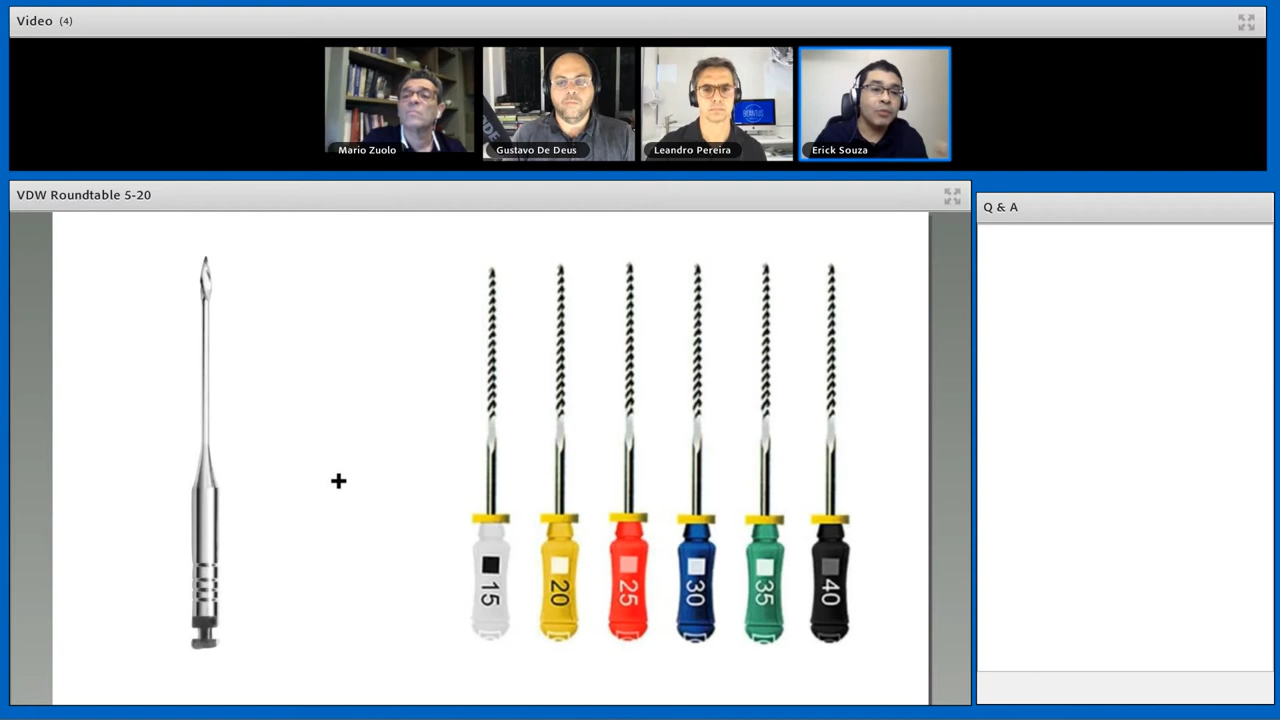 Video (4)
Mario Zuolo
Gustavo De Deus
Leandro Pereira
Erick Souza
VDW Roundtable 5-20
Q & A
+
15
20
25
30
35
40